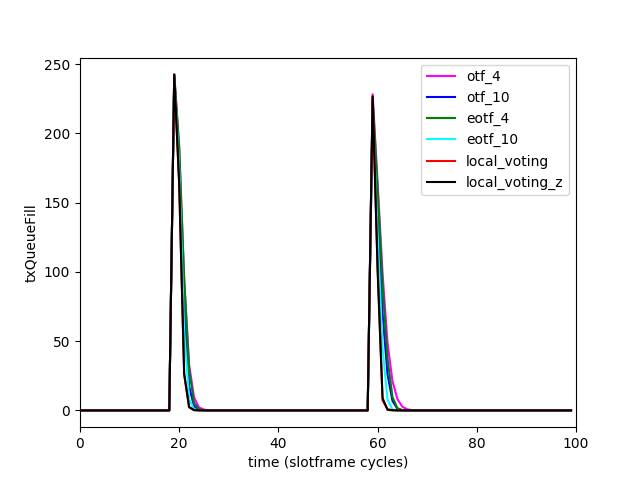 250
200
150
100
50
0
txQueueFill
0 20 40 60 80 100
time (slotframe cycles)
otf_4
otf_10
eotf_4
eotf_10
local_voting
local_voting_z